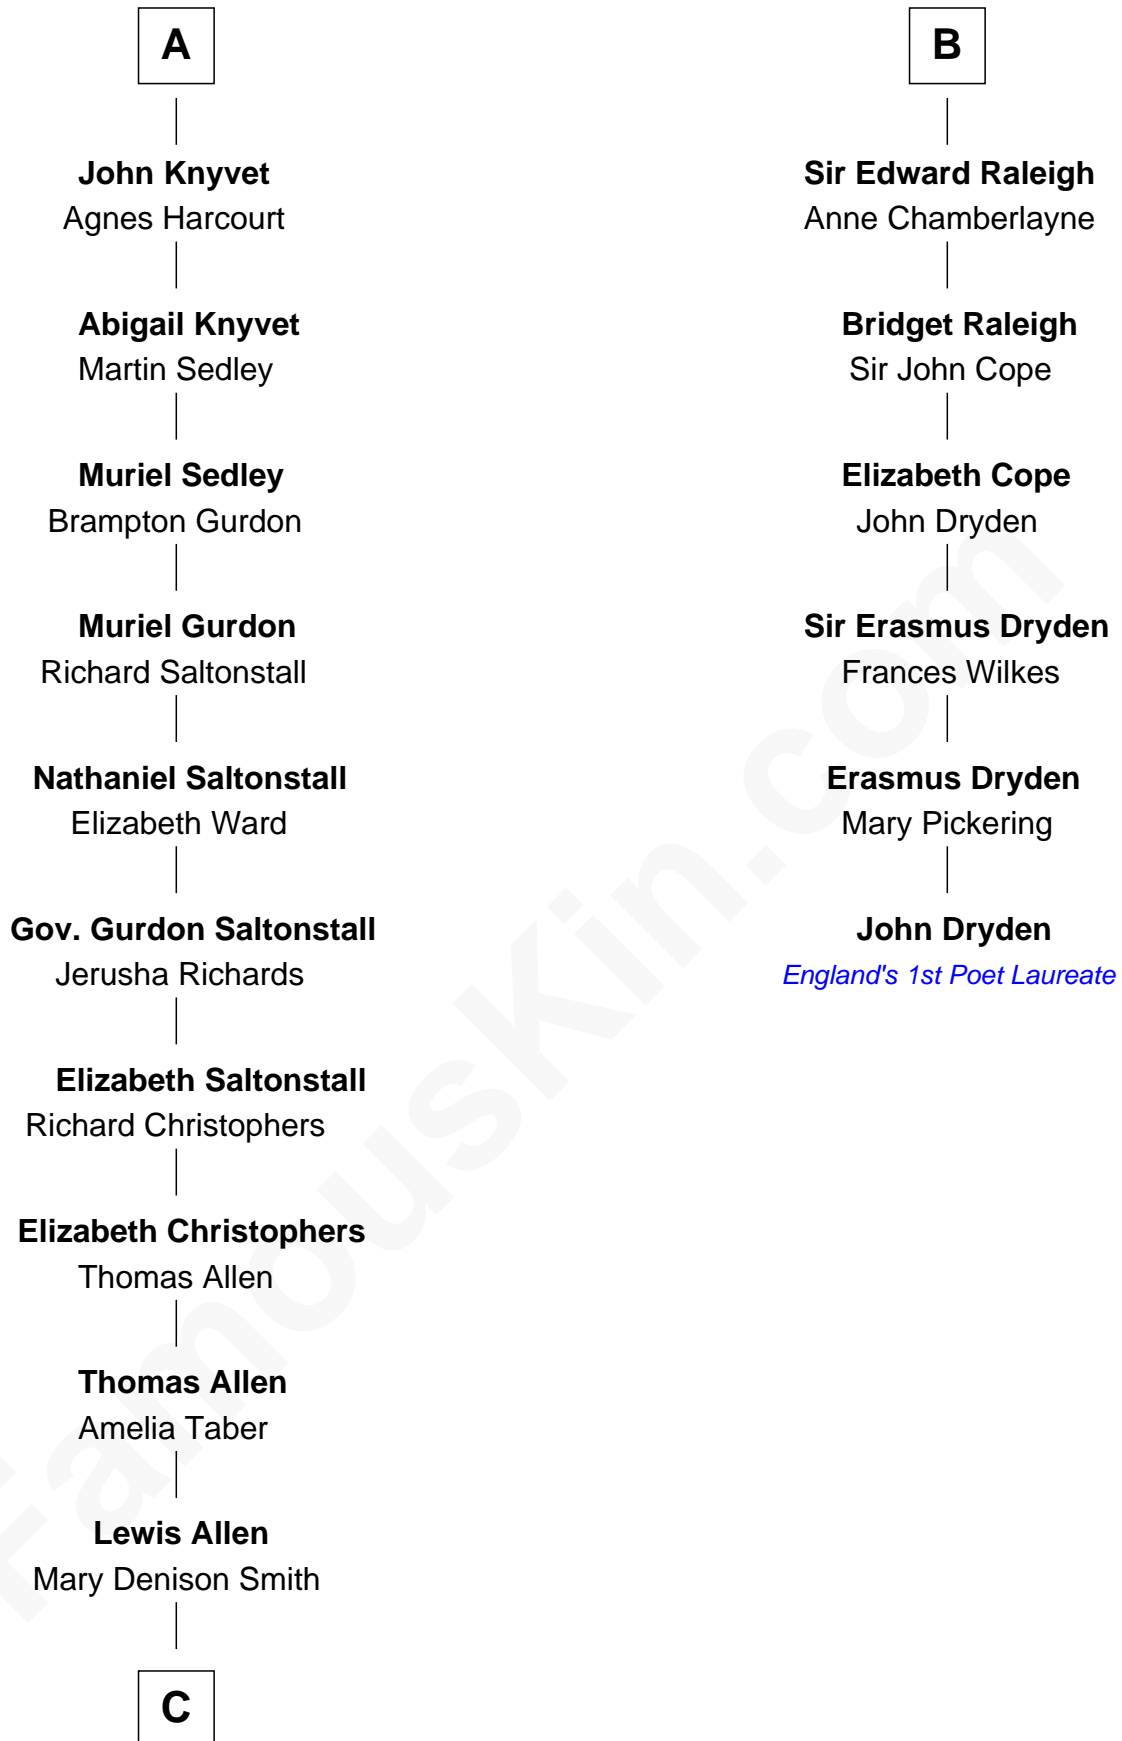 A
John Knyvet
Agnes Harcourt
Abigail Knyvet
Martin Sedley
Muriel Sedley
Brampton Gurdon
Muriel Gurdon
Richard Saltonstall
Nathaniel Saltonstall
Elizabeth Ward
Gov. Gurdon Saltonstall
Jerusha Richards
Elizabeth Saltonstall
Richard Christophers
Elizabeth Christophers
Thomas Allen
Thomas Allen
Amelia Taber
Lewis Allen
Mary Denison Smith
C
B
Sir Edward Raleigh
Anne Chamberlayne
Bridget Raleigh
Sir John Cope
Elizabeth Cope
John Dryden
Sir Erasmus Dryden
Frances Wilkes
Erasmus Dryden
Mary Pickering
John Dryden
England's 1st Poet Laureate
FamousKin.com